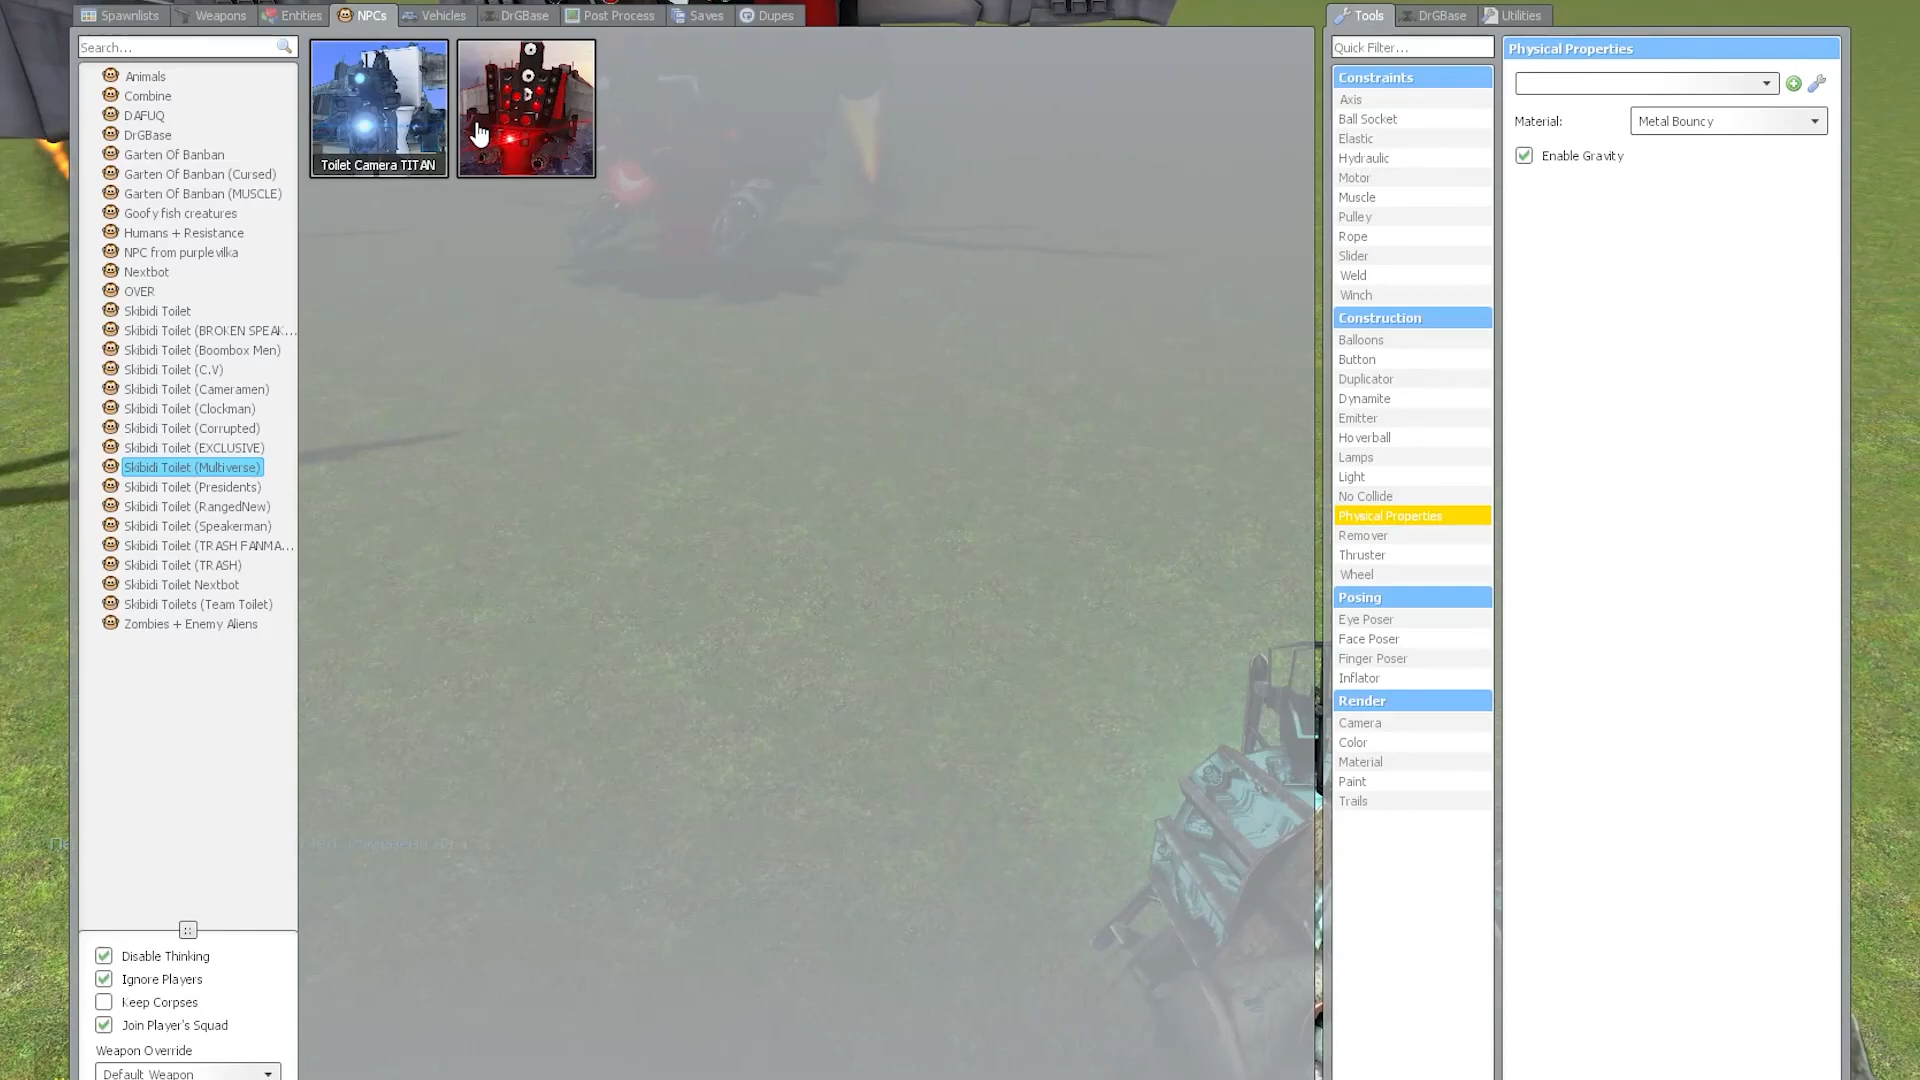 Spawnlists
Weapons
Entities
NPCs
Vehicles
DrGBase
Post Process
Saves
Dupes
Tools
DrGBase
Utilities
Search...
Animals
Combine
DAFUQ
DrGBase
Garten Of Banban
Garten Of Banban (Cursed)
Garten Of Banban (MUSCLE)
Goofy fish creatures
Humans + Resistance
NPC from purplevilka
Nextbot
OVER
Skibidi Toilet
Skibidi Toilet (BROKEN SPEAK...
Skibidi Toilet (Boombox Men)
Skibidi Toilet (C.V)
Skibidi Toilet (Cameramen)
Skibidi Toilet (Clockman)
Skibidi Toilet (Corrupted)
Skibidi Toilet (EXCLUSIVE)
Skibidi Toilet (Multiverse)
Skibidi Toilet (Presidents)
Skibidi Toilet (RangedNew)
Skibidi Toilet (Speakerman)
Skibidi Toilet (TRASH FANMA...
Skibidi Toilet (TRASH)
Skibidi Toilet Nextbot
Skibidi Toilets (Team Toilet)
Zombies + Enemy Aliens
Disable Thinking
Ignore Players
Keep Corpses
Join Player's Squad
Weapon Override
Default Weapon
Toilet Camera TITAN
Quick Filter...
Constraints
Axis
Ball Socket
Elastic
Hydraulic
Motor
Muscle
Pulley
Rope
Slider
Weld
Winch
Construction
Balloons
Button
Duplicator
Dynamite
Emitter
Hoverball
Lamps
Light
No Collide
Physical Properties
Remover
Thruster
Wheel
Posing
Eye Poser
Face Poser
Finger Poser
Inflator
Render
Camera
Color
Material
Paint
Trails
Physical Properties
Material:
Metal Bouncy
Enable Gravity